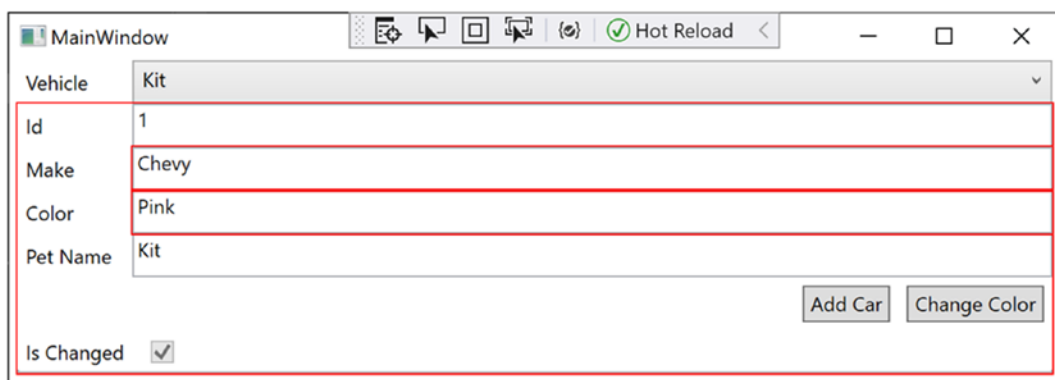 MainWindow Hot Reload
Vehicle Kit
Id 1
Make Chevy
Color Pink
Pet Name Kit
Add Car Change Color
Is Changed